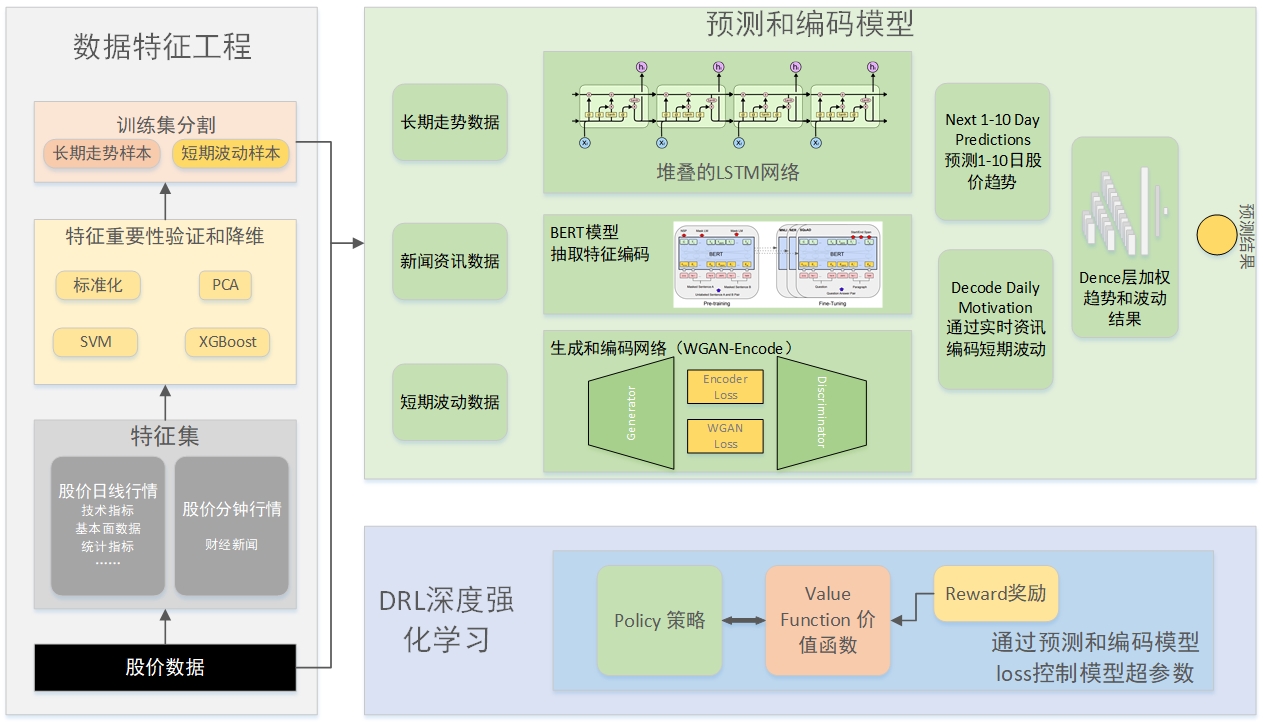 数据特征工程
训练集分割
长期走势样本
短期波动样本
特征重要性验证和降维
标准化
PCA
SVM
XGBoost
特征集
股价日线行情
技术指标
基本面数据
统计指标
······
股价分钟行情
财经新闻
股价数据
预测和编码模型
长期走势数据
堆叠的LSTM网络
新闻资讯数据
BERT模型
抽取特征编码
BERT
BERT
Pre-training
Fine-Tuning
短期波动数据
生成和编码网络（WGAN-Encode）
Generator
Encoder
Loss
WGAN
Loss
Discriminator
Next 1-10 Day
Predictions
预测1-10日股
价趋势
Decode Daily
Motivation
通过实时资讯
编码短期波动
Dence层加权
趋势和波动
结果
预测结果
DRL深度强
化学习
Policy 策略
Value
Function 价
值函数
Reward奖励
通过预测和编码模型
loss控制模型超参数